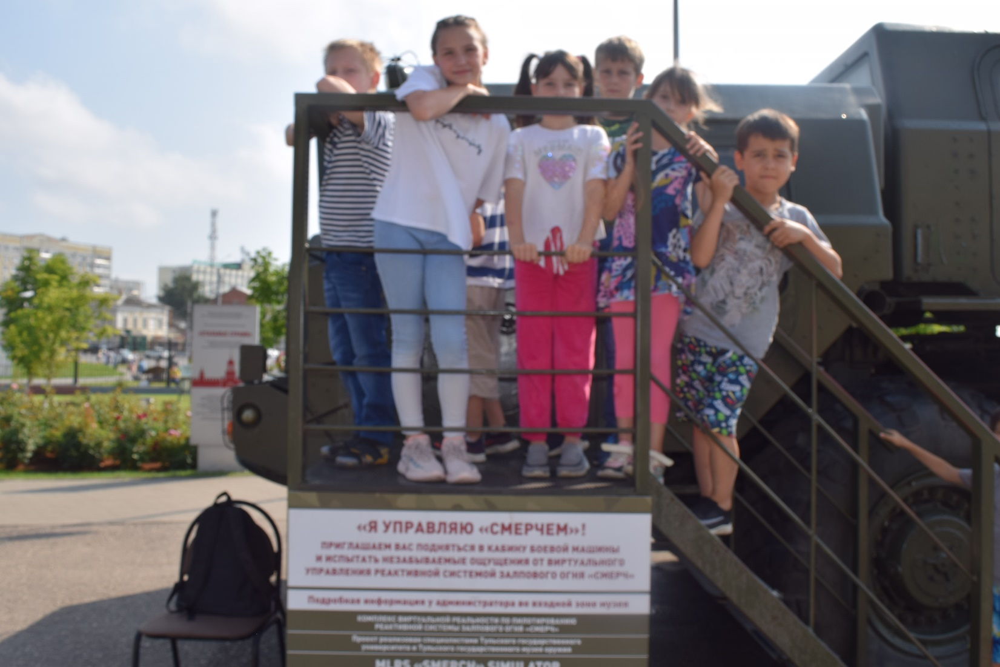 «Я УПРАВЛЯЮ «СМЕРЧЕМ»!
ПРИГЛАШАЕМ ВАС ПОДНЯТЬСЯ В КАБИНУ БОЕВОЙ МАШИНЫ
И ИСПЫТАТЬ НЕЗАБЫВАЕМЫЕ ОЩУЩЕНИЯ ОТ ВИРТУАЛЬНОГО
УПРАВЛЕНИЯ РЕАКТИВНОЙ СИСТЕМОЙ ЗАЛПОВОГО ОГНЯ «СМЕРЧ»
Подробная информация у администратора во входной зоне музея
КОМПЛЕКС ВИРТУАЛЬНОЙ РЕАЛЬНОСТИ ПО ПИЛОТИРОВАНИЮ
РЕАКТИВНОЙ СИСТЕМЫ ЗАЛПОВОГО ОГНЯ «СМЕРЧ»
Проект реализован специалистами Тульского государственного
университета и Тульского государственного музея оружия
MLRS «SMERCH» SIMULATOR